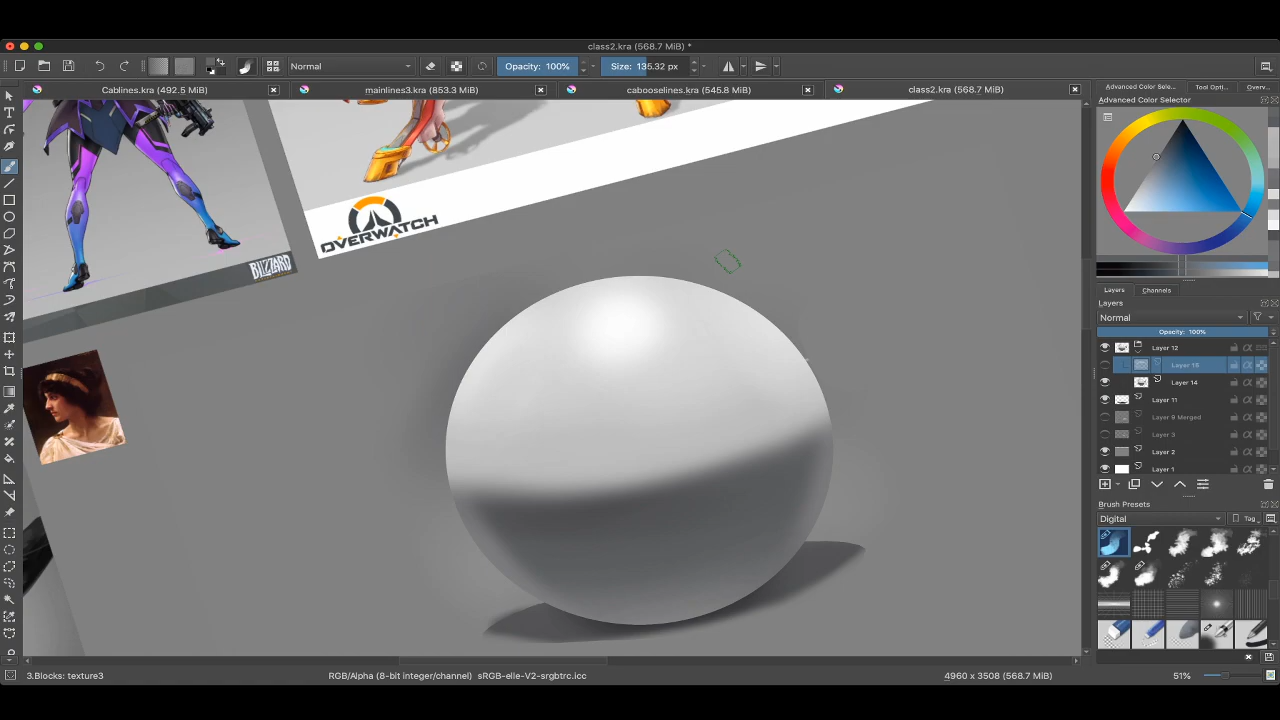 class2.kra (568.7 MiB) *
Normal
Opacity: 100%
Size: 135.32 px
Cablines.kra (492.5 MiB)
mainlines3.kra (853.3 MiB)
cabooselines.kra (545.8 MiB)
class2.kra (568.7 MiB)
Advanced Color Sele...
Tool Opti...
Overv...
Advanced Color Selector
OVERWATCH
BLIZZARD
Layers
Channels
Layers
Normal
Opacity: 100%
Layer 12
Layer 15
Layer 14
Layer 11
Layer 9 Merged
Layer 3
Layer 2
Layer 1
Brush Presets
Digital
Tag
3.Blocks: texture3
RGB/Alpha (8-bit integer/channel) sRGB-elle-V2-srgbtrc.icc
4960 x 3508 (568.7 MiB)
51%